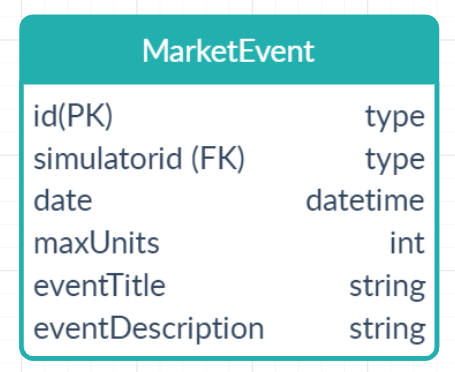 MarketEvent
id(PK) type
simulatorid (FK) type
date datetime
maxUnits int
eventTitle string
eventDescription string